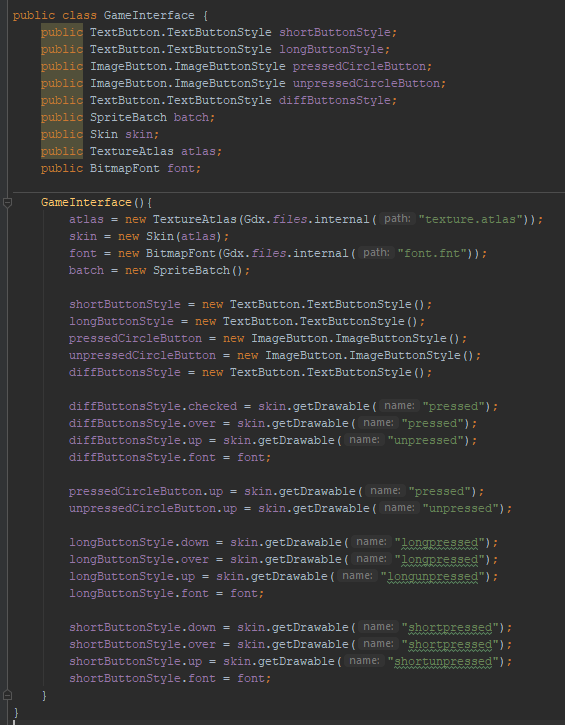 public class GameInterface {
    public TextButton.TextButtonStyle shortButtonStyle;
    public TextButton.TextButtonStyle longButtonStyle;
    public ImageButton.ImageButtonStyle pressedCircleButton;
    public ImageButton.ImageButtonStyle unpressedCircleButton;
    public TextButton.TextButtonStyle diffButtonsStyle;
    public SpriteBatch batch;
    public Skin skin;
    public TextureAtlas atlas;
    public BitmapFont font;

    GameInterface(){
        atlas = new TextureAtlas(Gdx.files.internal( path: "texture.atlas"));
        skin = new Skin(atlas);
        font = new BitmapFont(Gdx.files.internal( path: "font.fnt"));
        batch = new SpriteBatch();

        shortButtonStyle = new TextButton.TextButtonStyle();
        longButtonStyle = new TextButton.TextButtonStyle();
        pressedCircleButton = new ImageButton.ImageButtonStyle();
        unpressedCircleButton = new ImageButton.ImageButtonStyle();
        diffButtonsStyle = new TextButton.TextButtonStyle();

        diffButtonsStyle.checked = skin.getDrawable( name: "pressed");
        diffButtonsStyle.over = skin.getDrawable( name: "pressed");
        diffButtonsStyle.up = skin.getDrawable( name: "unpressed");
        diffButtonsStyle.font = font;

        pressedCircleButton.up = skin.getDrawable( name: "pressed");
        unpressedCircleButton.up = skin.getDrawable( name: "unpressed");

        longButtonStyle.down = skin.getDrawable( name: "longpressed");
        longButtonStyle.over = skin.getDrawable( name: "longpressed");
        longButtonStyle.up = skin.getDrawable( name: "longunpressed");
        longButtonStyle.font = font;

        shortButtonStyle.down = skin.getDrawable( name: "shortpressed");
        shortButtonStyle.over = skin.getDrawable( name: "shortpressed");
        shortButtonStyle.up = skin.getDrawable( name: "shortunpressed");
        shortButtonStyle.font = font;
    }
}